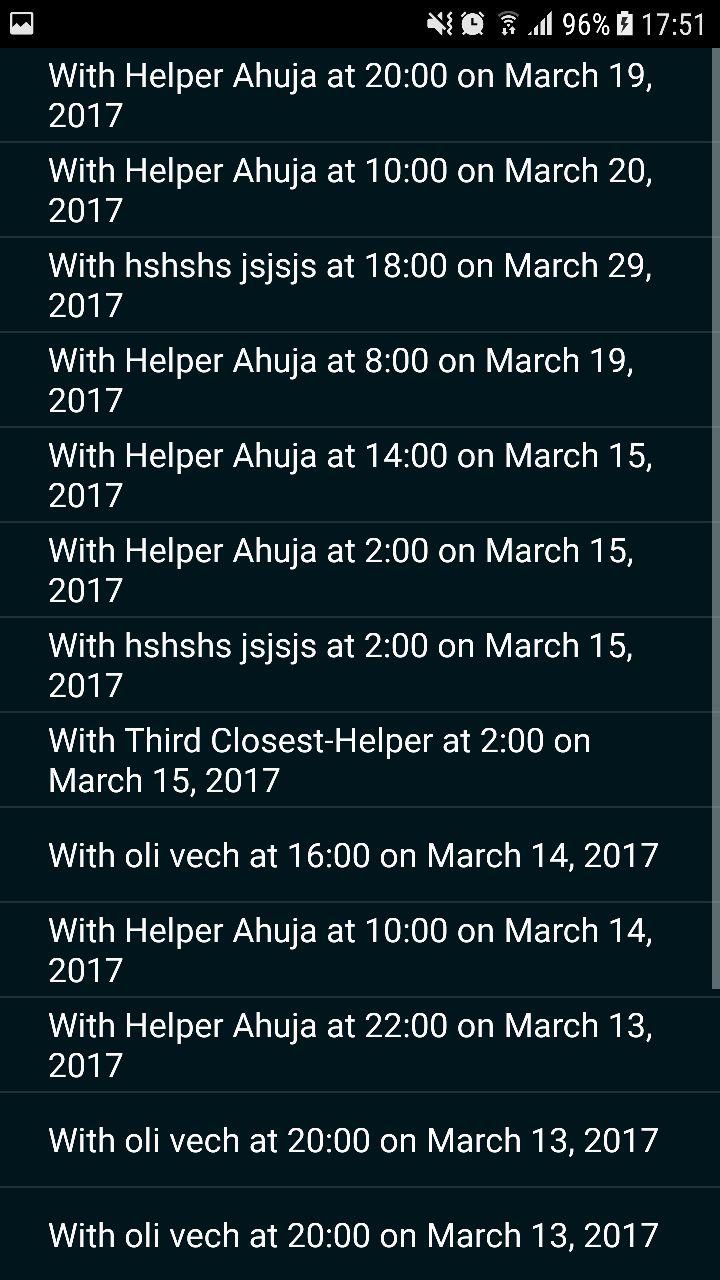 96% 17:51
With Helper Ahuja at 20:00 on March 19,
2017
With Helper Ahuja at 10:00 on March 20,
2017
With hshshs jsjsjs at 18:00 on March 29,
2017
With Helper Ahuja at 8:00 on March 19,
2017
With Helper Ahuja at 14:00 on March 15,
2017
With Helper Ahuja at 2:00 on March 15,
2017
With hshshs jsjsjs at 2:00 on March 15,
2017
With Third Closest-Helper at 2:00 on
March 15, 2017
With oli vech at 16:00 on March 14, 2017
With Helper Ahuja at 10:00 on March 14,
2017
With Helper Ahuja at 22:00 on March 13,
2017
With oli vech at 20:00 on March 13, 2017
With oli vech at 20:00 on March 13, 2017